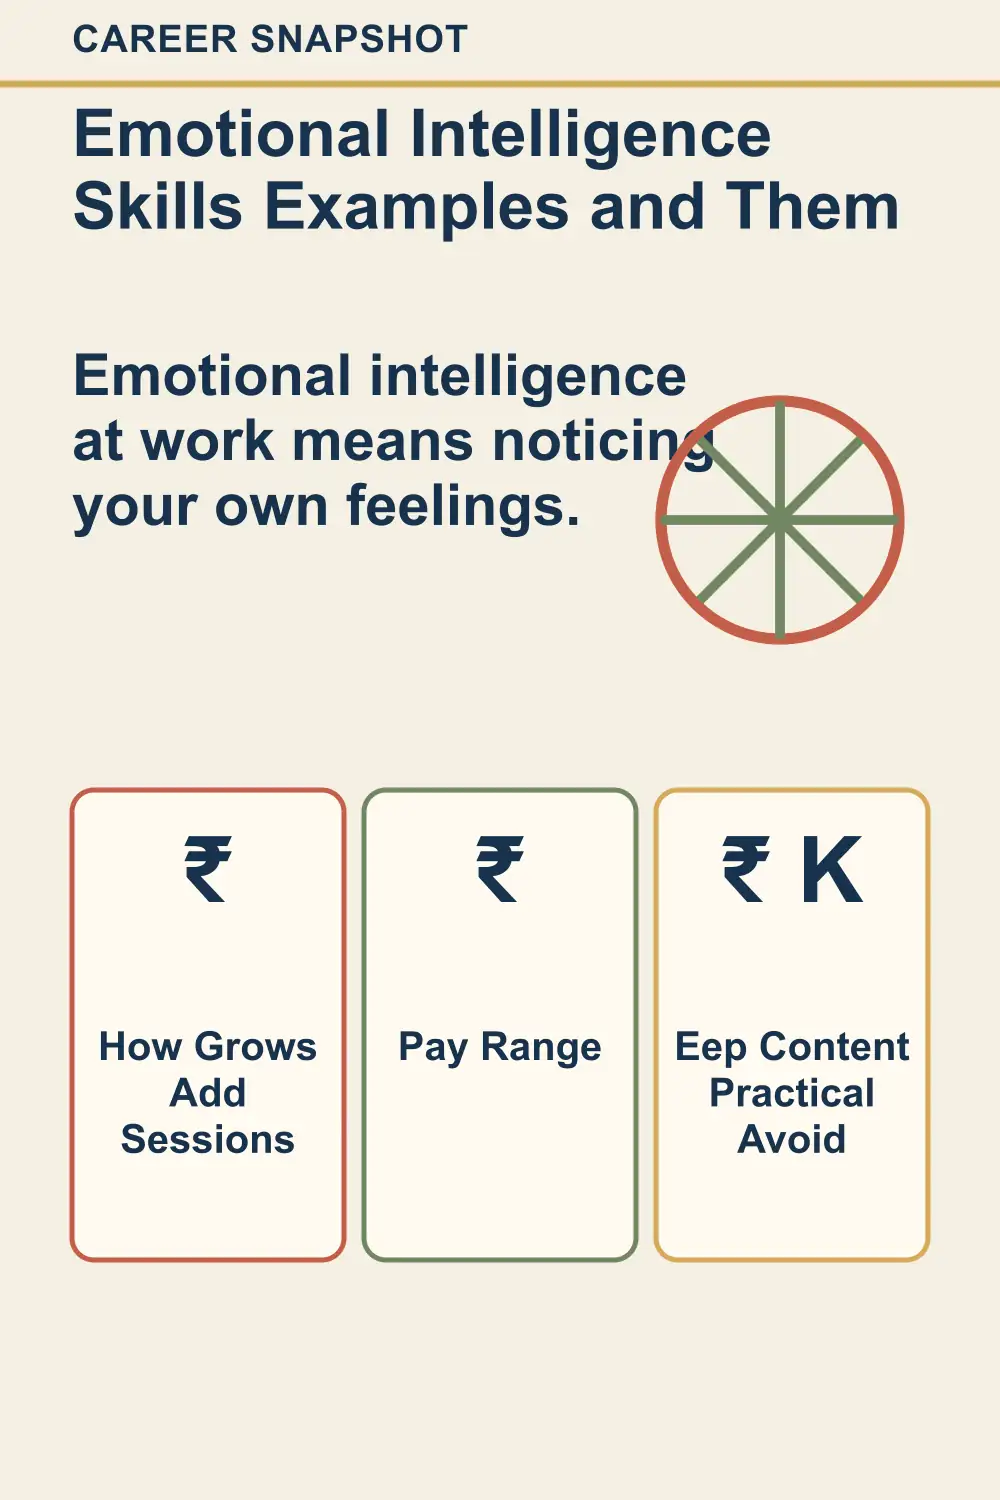 CAREER SNAPSHOT
Emotional Intelligence
Skills Examples and Them
Emotional intelligence
at work means noticing
your own feelings.
₹
How Grows
Add
Sessions
₹
Pay Range
₹ K
Eep Content
Practical
Avoid